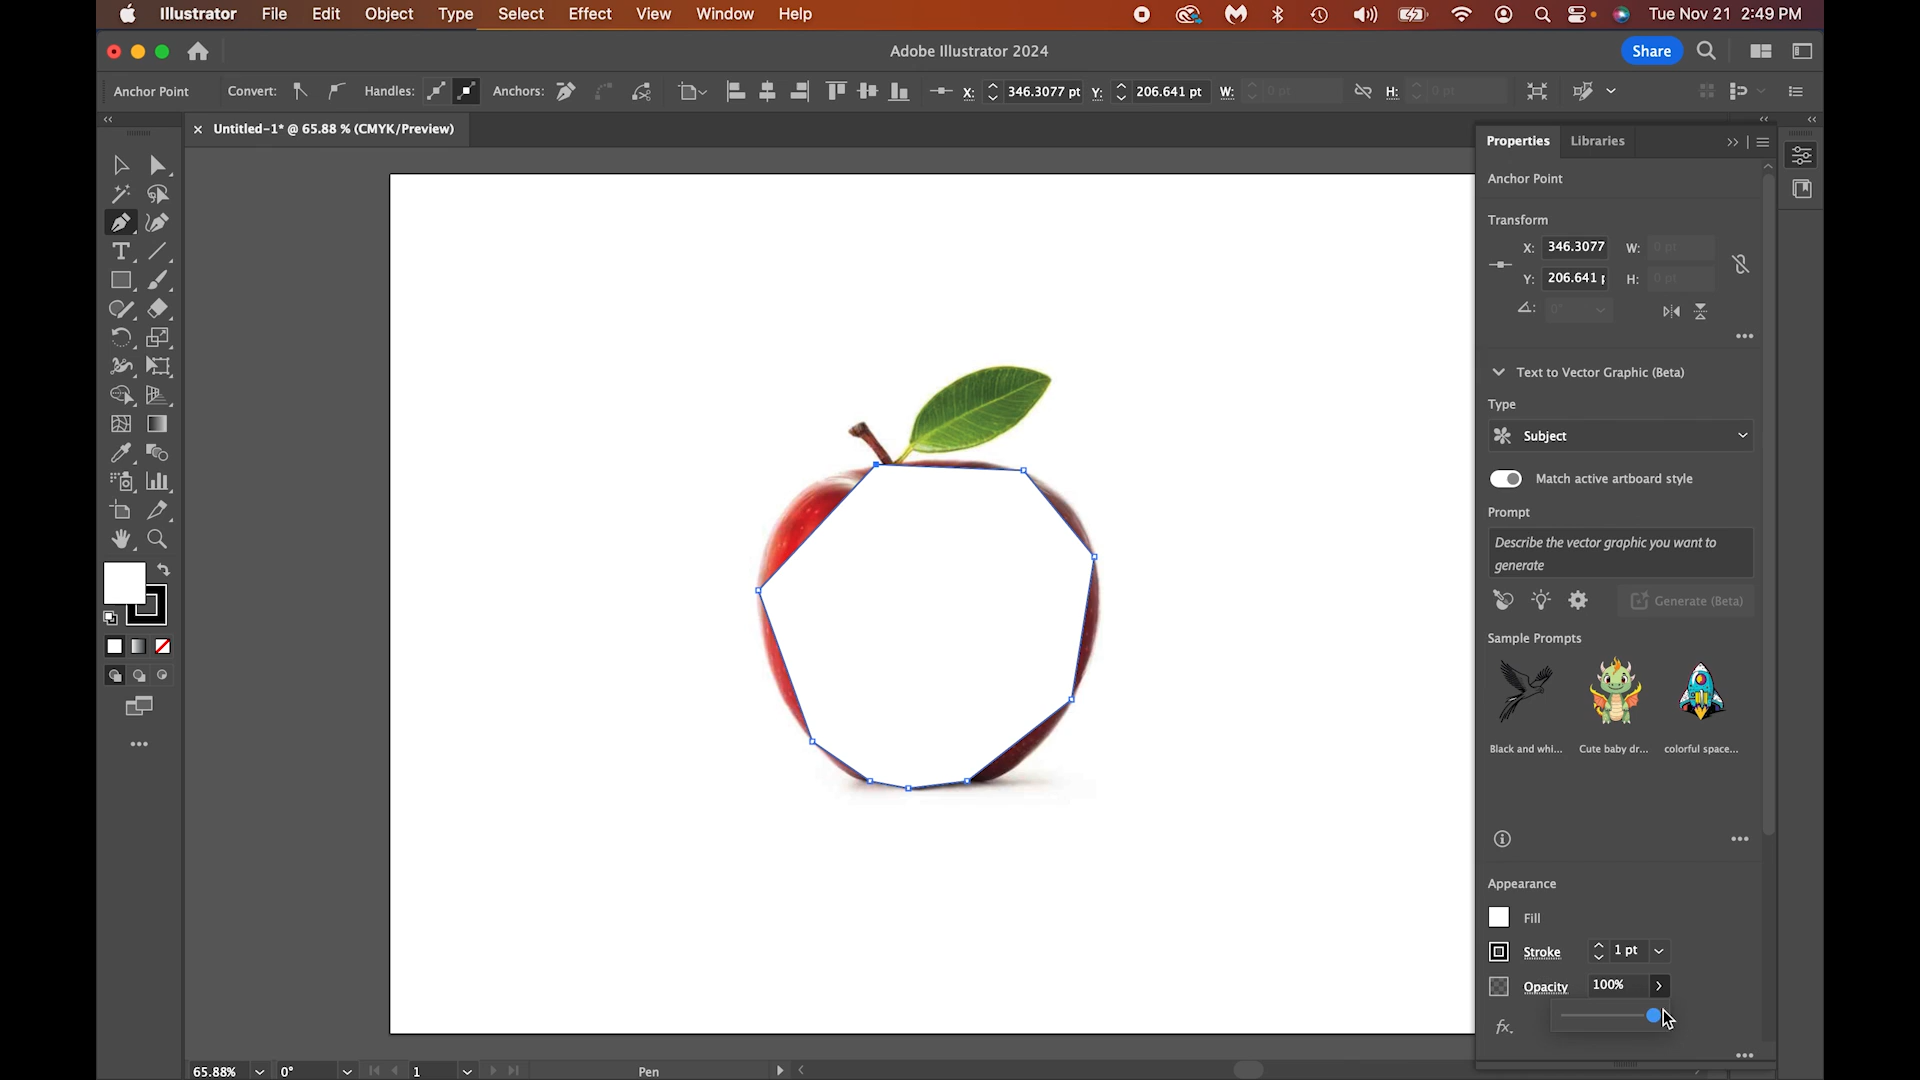 Illustrator File Edit Object Type Select Effect View Window Help Tue Nov 21 2:49 PM
Adobe Illustrator 2024 Share
Anchor Point Convert: Handles: Anchors: X: 346.3077 pt Y: 206.641 pt W: 0 pt H: 0 pt
× Untitled-1* @ 65.88 % (CMYK/Preview)
Properties Libraries
Anchor Point
Transform
X: 346.3077 W: 0 pt
Y: 206.641 H: 0 pt
0°
Text to Vector Graphic (Beta)
Type
Subject
Match active artboard style
Prompt
Describe the vector graphic you want to
generate
Generate (Beta)
Sample Prompts
Black and whi... Cute baby dr... colorful space...
Appearance
Fill
Stroke 1 pt
Opacity 100%
fx.
65.88% 0° 1 Pen